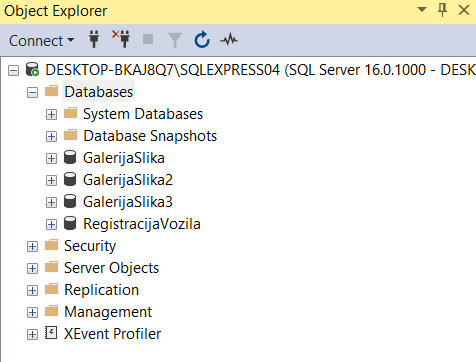 Object Explorer
Connect
DESKTOP-BKAJ8Q7\SQLEXPRESS04 (SQL Server 16.0.1000 - DESK
Databases
System Databases
Database Snapshots
GalerijaSlika
GalerijaSlika2
GalerijaSlika3
RegistracijaVozila
Security
Server Objects
Replication
Management
XEvent Profiler